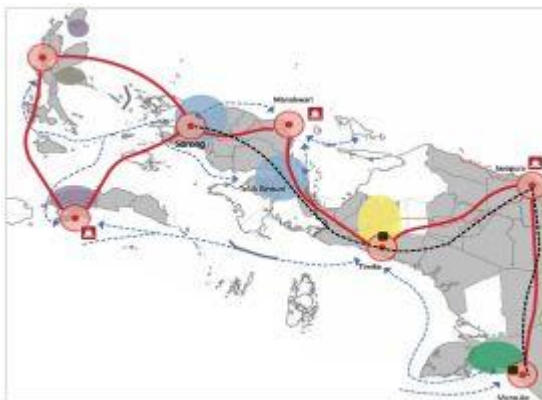 Manokwari
Sorong
Teluk Bintuni
Jayapura
Timika
Merauke